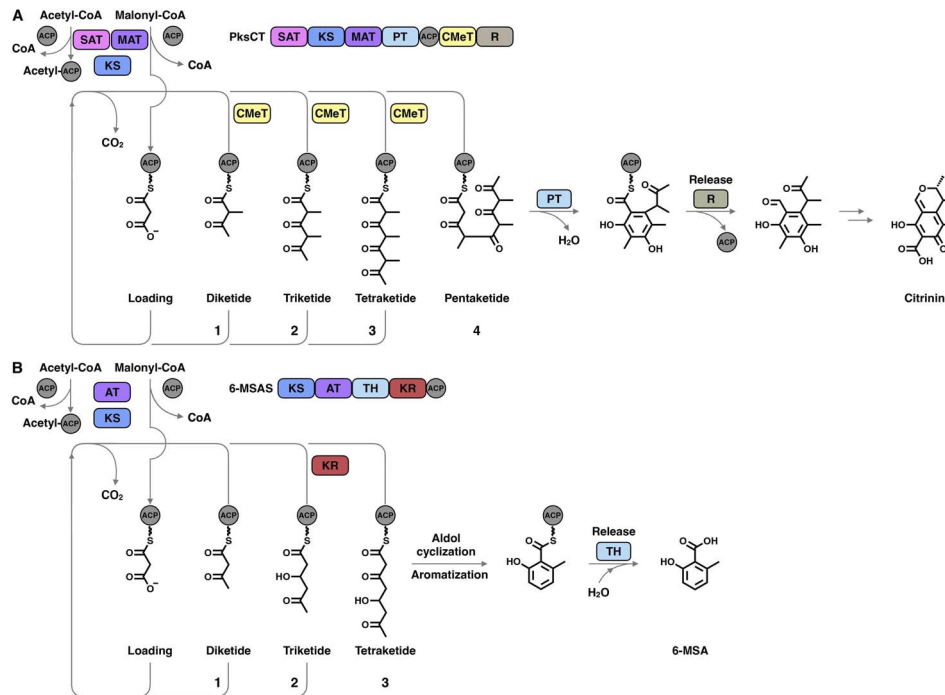 A
Acetyl-CoA Malonyl-CoA
ACP SAT MAT ACP
CoA CoA
Acetyl-ACP KS
PksCT SAT KS MAT PT ACP CMeT R
CMeT CMeT CMeT
CO₂
ACP ACP ACP ACP ACP ACP
S S S S S S
O O O O O O O O O O O O O O O O O⁻
PT
H₂O
HO OH
Release
R
ACP
O O HO OH
O HO O OH O
Loading Diketide Triketide Tetraketide Pentaketide Citrinin
1 2 3 4
B
Acetyl-CoA Malonyl-CoA
ACP AT ACP
CoA CoA
Acetyl-ACP KS
6-MSAS KS AT TH KR ACP
KR
CO₂
ACP ACP ACP ACP ACP
S S S S S
O O O⁻ O O O HO O O O HO O
Aldol
cyclization
Aromatization
O HO
Release
TH
H₂O
O OH HO
Loading Diketide Triketide Tetraketide 6-MSA
1 2 3